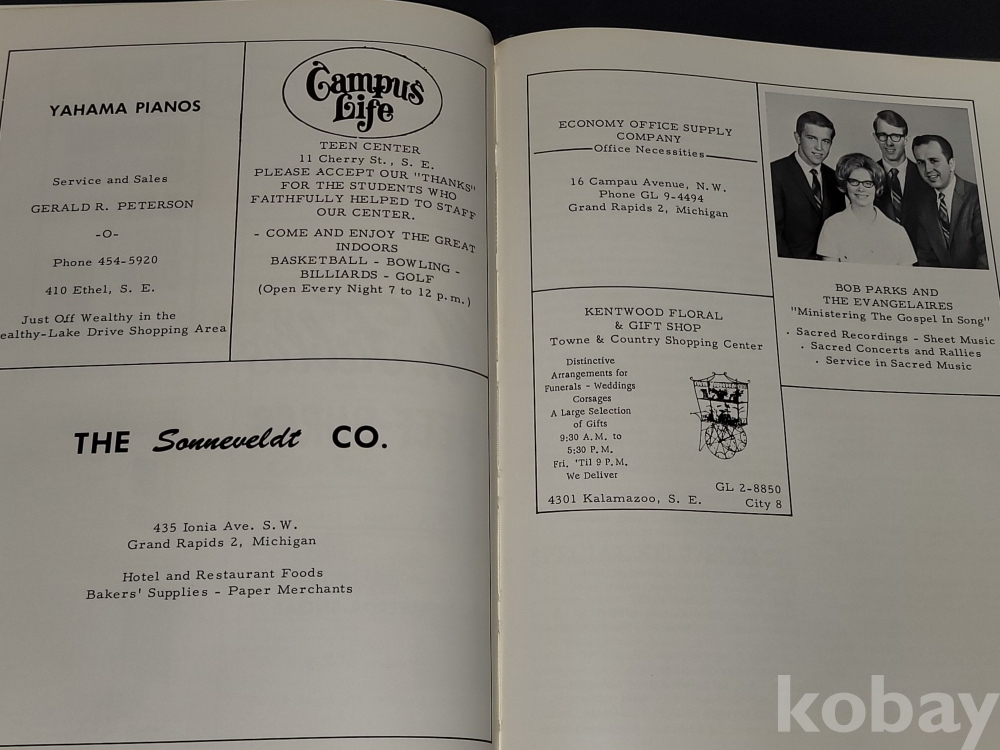 YAHAMA PIANOS
Service and Sales
GERALD R. PETERSON
-O-
Phone 454-5920
410 Ethel, S. E.
Just Off Wealthy in the
ealthy-Lake Drive Shopping Area
Campus
Life
TEEN CENTER
11 Cherry St., S. E.
PLEASE ACCEPT OUR "THANKS"
FOR THE STUDENTS WHO
FAITHFULLY HELPED TO STAFF
OUR CENTER.
- COME AND ENJOY THE GREAT
INDOORS
BASKETBALL - BOWLING -
BILLIARDS - GOLF
(Open Every Night 7 to 12 p.m.)
THE Sonneveldt CO.
435 Ionia Ave. S.W.
Grand Rapids 2, Michigan
Hotel and Restaurant Foods
Bakers' Supplies - Paper Merchants
ECONOMY OFFICE SUPPLY
COMPANY
Office Necessities
16 Campau Avenue, N.W.
Phone GL 9-4494
Grand Rapids 2, Michigan
KENTWOOD FLORAL
& GIFT SHOP
Towne & Country Shopping Center
Distinctive
Arrangements for
Funerals - Weddings
Corsages
A Large Selection
of Gifts
9:30 A.M. to
5:30 P.M.
Fri. 'Til 9 P.M.
We Deliver
GL 2-8850
4301 Kalamazoo, S. E.
City 8
BOB PARKS AND
THE EVANGELAIRES
"Ministering The Gospel In Song"
. Sacred Recordings - Sheet Music
. Sacred Concerts and Rallies
. Service in Sacred Music
kobay